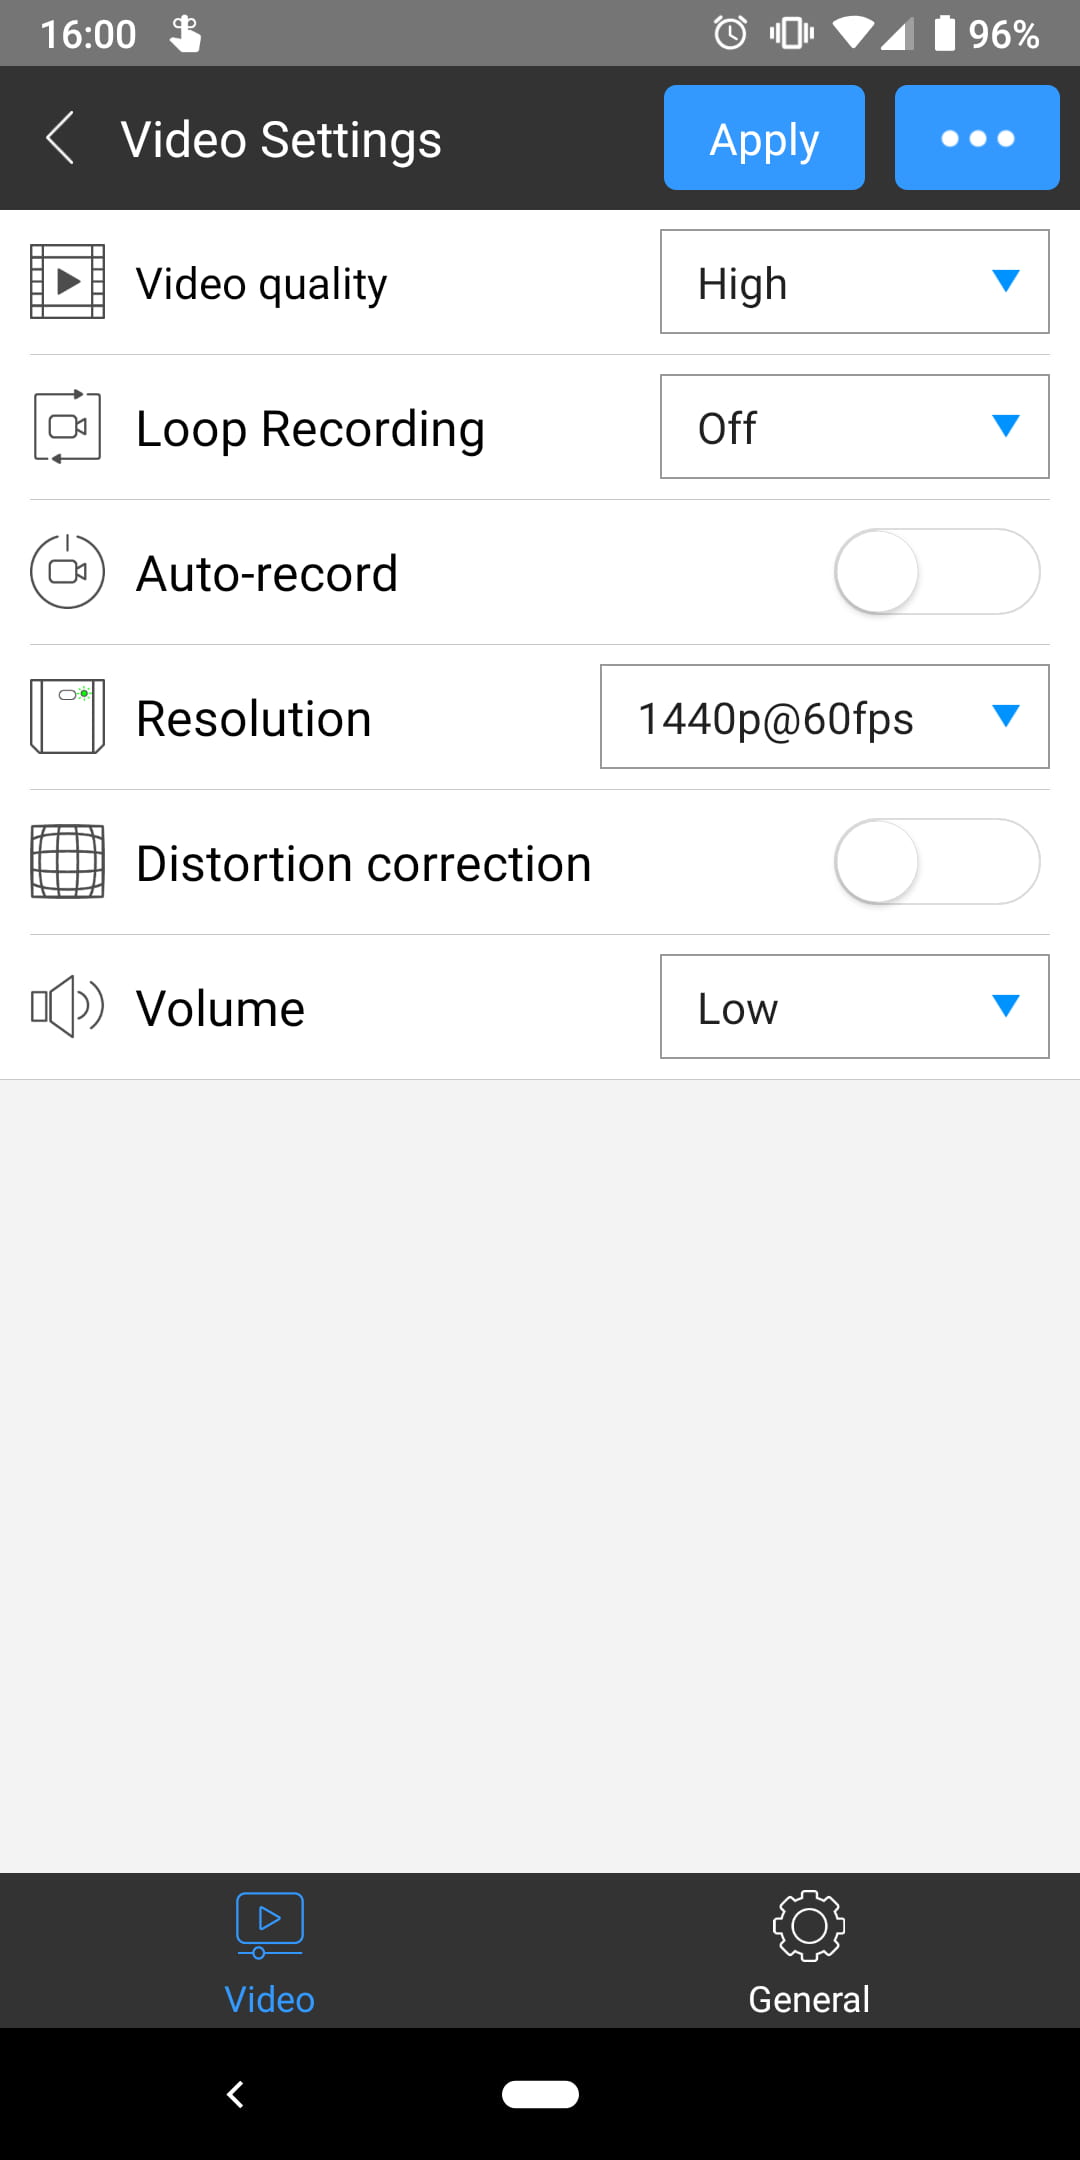 16:00 96%
Video Settings Apply
Video quality High
Loop Recording Off
Auto-record
Resolution 1440p@60fps
Distortion correction
Volume Low
Video General